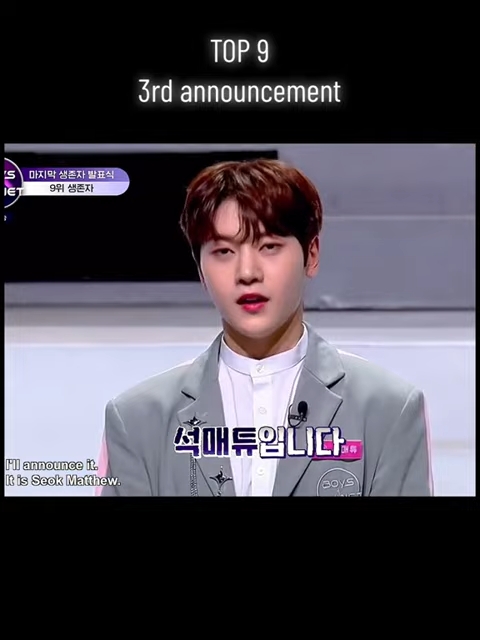 TOP 9
3rd announcement
마지막 생존자 발표식
9위 생존자
석매튜입니다
I'll announce it.
It is Seok Matthew.
BOYS